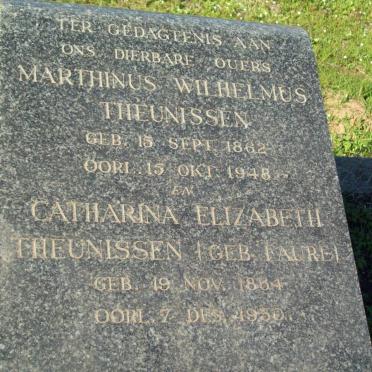 TER GEDAGTENIS AAN
ONS DIERBARE OUERS
MARTHINUS WILHELMUS
THEUNISSEN
GEB. 15 SEPT. 1862
OORL. 15 OKT. 1948
EN
CATHARINA ELIZABETH
THEUNISSEN (GEB. FAURE)
GEB. 19 NOV. 1864
OORL. 7 DES. 1950